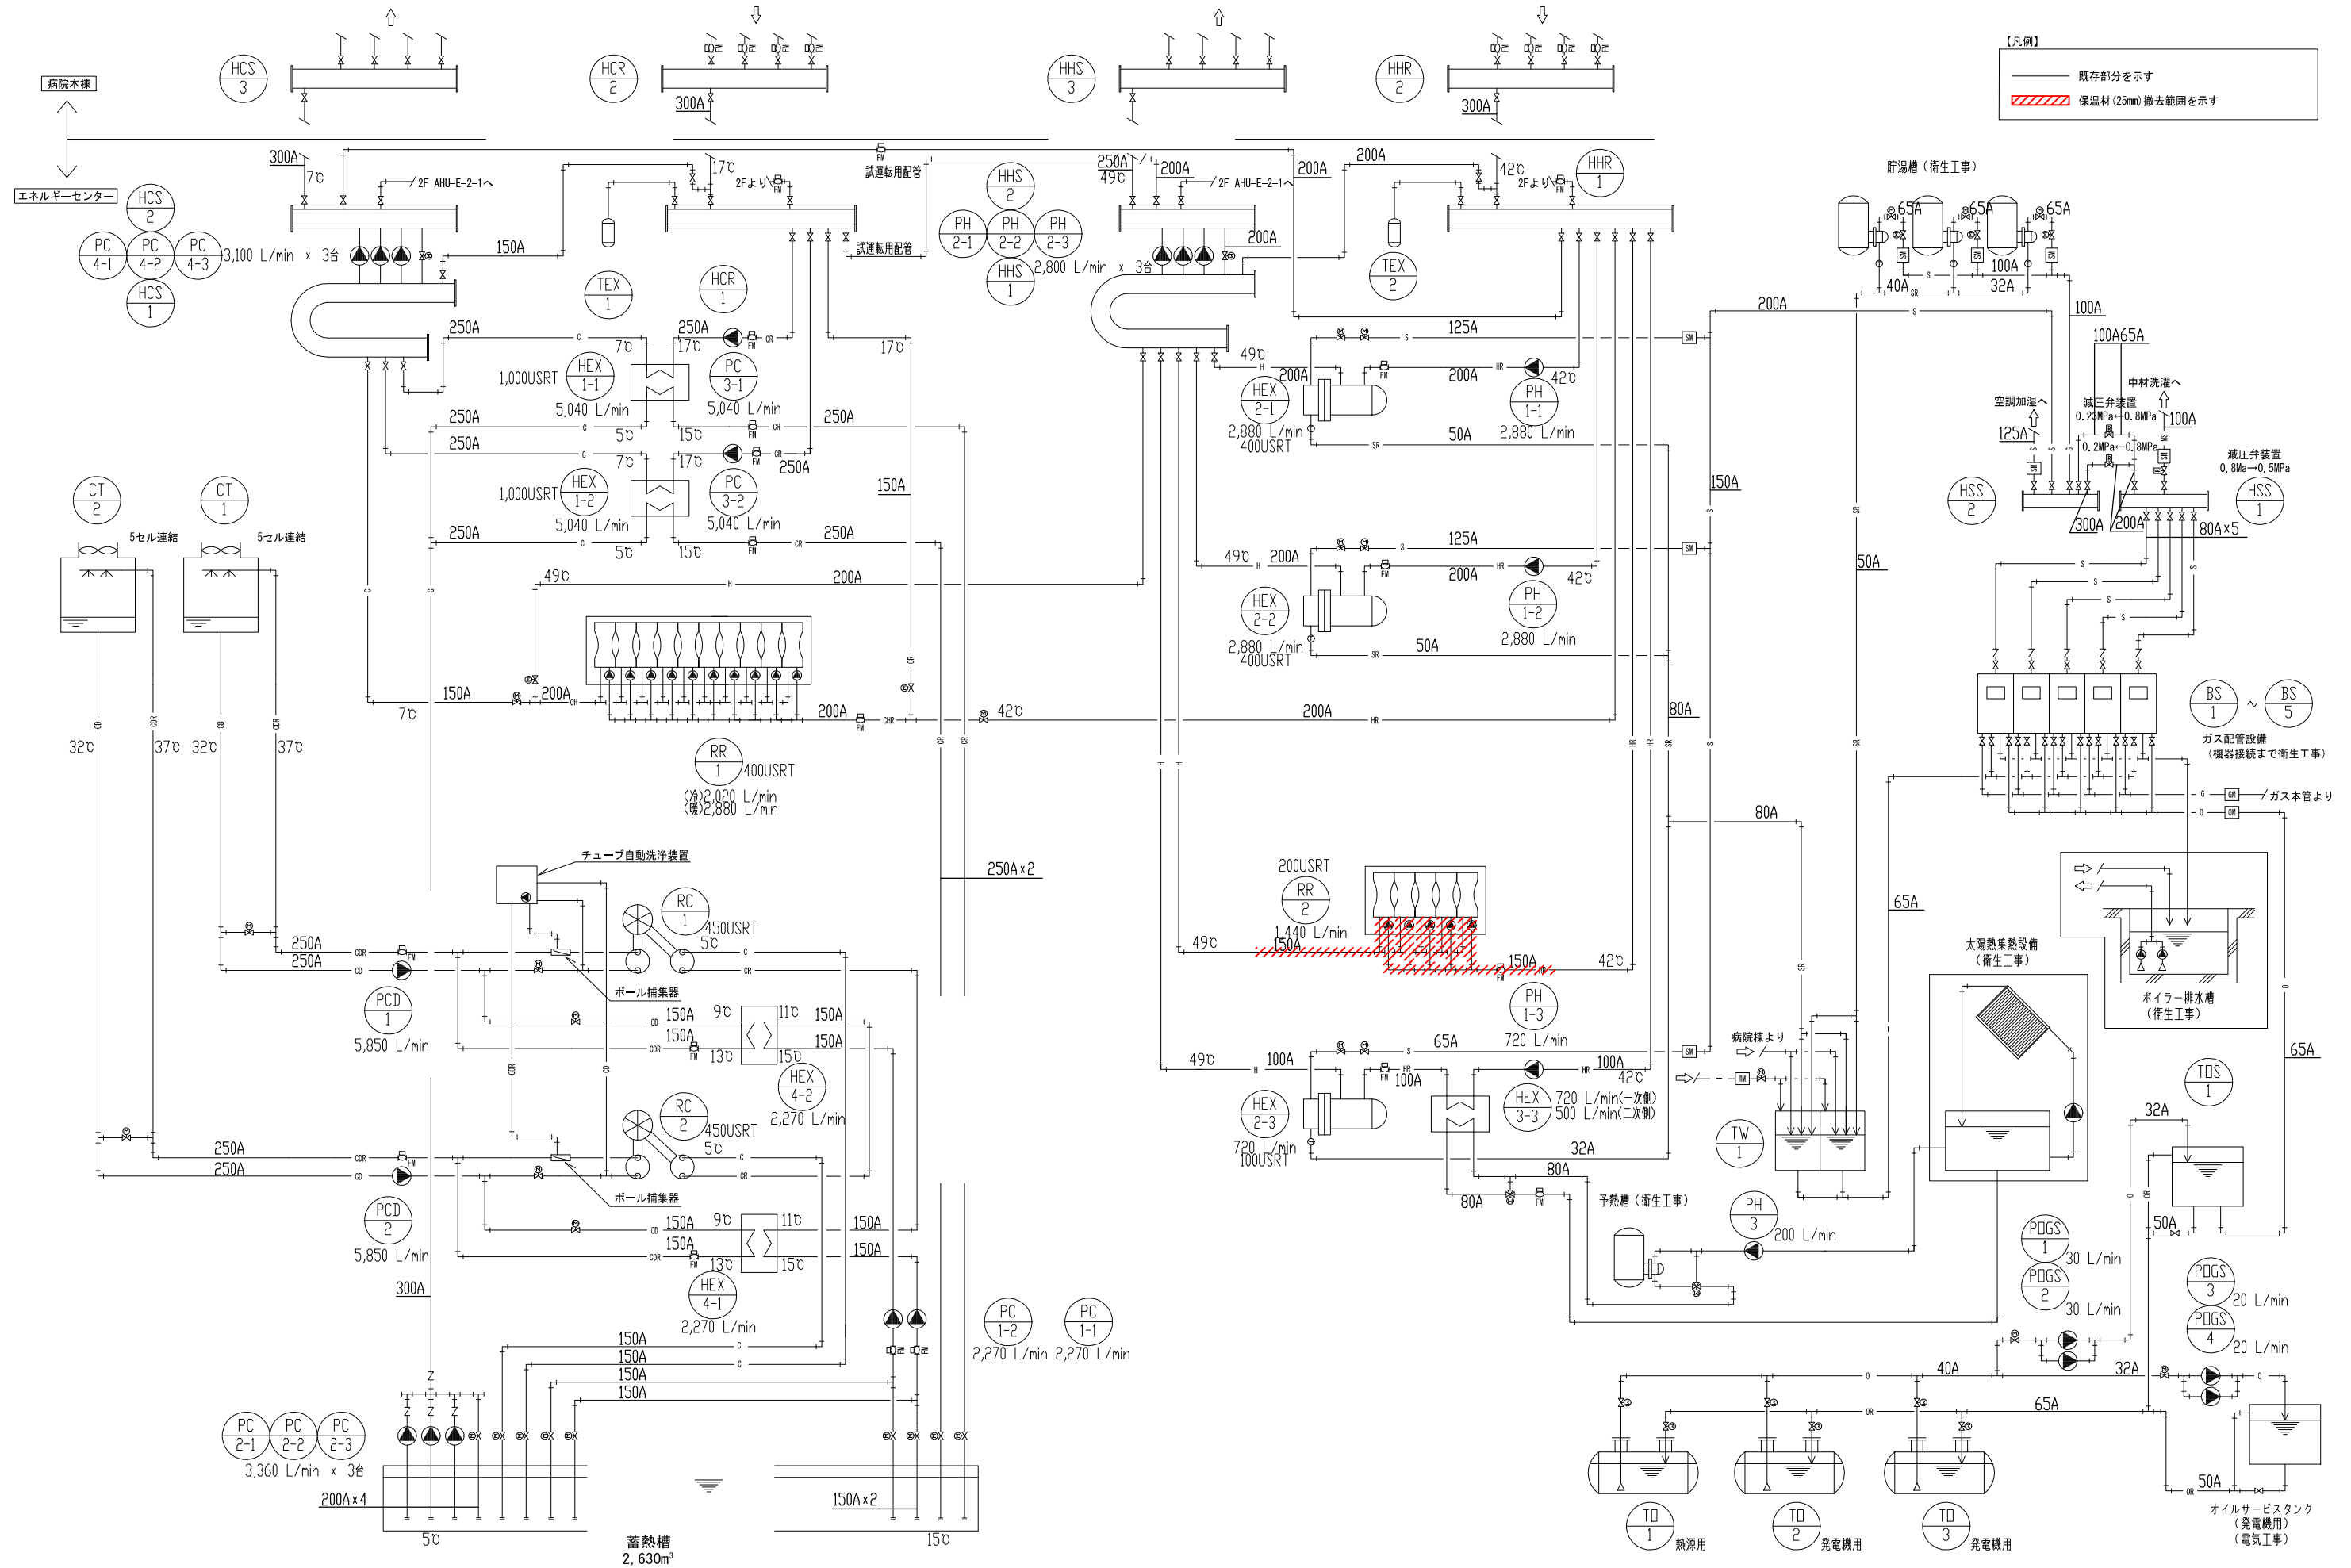 【凡例】
既存部分を示す
保温材(25mm)撤去範囲を示す
病院本棟
エネルギーセンター
HCS
3
HCR
2
300A
HHS
3
HHR
2
300A
300A
7℃
2F AHU-E-2-1へ
HCS
2
PC
4-1
PC
4-2
PC
4-3
3,100 L/min × 3台
HCS
1
150A
17℃
2Fより
FM
試運転用配管
試運転用配管
TEX
1
HCR
1
250A
49℃
200A
2F AHU-E-2-1へ
200A
200A
42℃
2Fより
FM
HHR
1
HHS
2
PH
2-1
PH
2-2
PH
2-3
2,800 L/min × 3台
HHS
1
200A
TEX
2
250A
7℃
250A
17℃
HEX
1-1
1,000USRT
5,040 L/min
PC
3-1
5,040 L/min
17℃
250A
5℃
15℃
250A
250A
7℃
17℃
250A
HEX
1-2
1,000USRT
5,040 L/min
PC
3-2
5,040 L/min
150A
250A
5℃
15℃
250A
CT
2
5セル連結
CT
1
5セル連結
32℃
37℃
32℃
37℃
49℃
200A
150A
7℃
200A
200A
42℃
200A
RR
1
400USRT
(冷)2,020 L/min
(暖)2,880 L/min
49℃
200A
125A
200A
42℃
HEX
2-1
2,880 L/min
400USRT
PH
1-1
2,880 L/min
50A
49℃
200A
125A
200A
42℃
HEX
2-2
2,880 L/min
400USRT
PH
1-2
2,880 L/min
50A
80A
150A
200A
貯湯槽（衛生工事）
65A
65A
65A
100A
40A
32A
100A
100A
65A
中材洗濯へ
空調加湿へ
減圧弁装置
0.23MPa←0.8MPa
0.2MPa←0.8MPa
125A
100A
減圧弁装置
0.8Ma→0.5MPa
HSS
2
HSS
1
300A
200A
80A×5
50A
BS
1
～
BS
5
ガス配管設備
（機器接続まで衛生工事）
ガス本管より
80A
65A
チューブ自動洗浄装置
RC
1
450USRT
5℃
250A
250A
PCD
1
5,850 L/min
ボール捕集器
150A
9℃
11℃
150A
150A
13℃
15℃
150A
HEX
4-2
2,270 L/min
250A×2
RC
2
450USRT
5℃
250A
250A
PCD
2
5,850 L/min
ボール捕集器
150A
9℃
11℃
150A
150A
13℃
15℃
150A
HEX
4-1
2,270 L/min
300A
PC
1-2
2,270 L/min
PC
1-1
2,270 L/min
150A
150A
150A
150A
PC
2-1
PC
2-2
PC
2-3
3,360 L/min × 3台
200A×4
150A×2
5℃
15℃
蓄熱槽
2,630m³
200USRT
RR
2
1,440 L/min
49℃
150A
150A
42℃
PH
1-3
720 L/min
49℃
100A
65A
100A
100A
42℃
HEX
2-3
720 L/min
100USRT
HEX
3-3
720 L/min(一次側)
500 L/min(二次側)
32A
80A
80A
病院棟より
TW
1
太陽熱集熱設備
（衛生工事）
ボイラー排水槽
（衛生工事）
予熱槽（衛生工事）
PH
3
200 L/min
TOS
1
32A
65A
50A
POGS
1
30 L/min
POGS
2
30 L/min
POGS
3
20 L/min
POGS
4
20 L/min
40A
32A
65A
50A
TO
1
熱源用
TO
2
発電機用
TO
3
発電機用
オイルサービスタンク
（発電機用）
（電気工事）